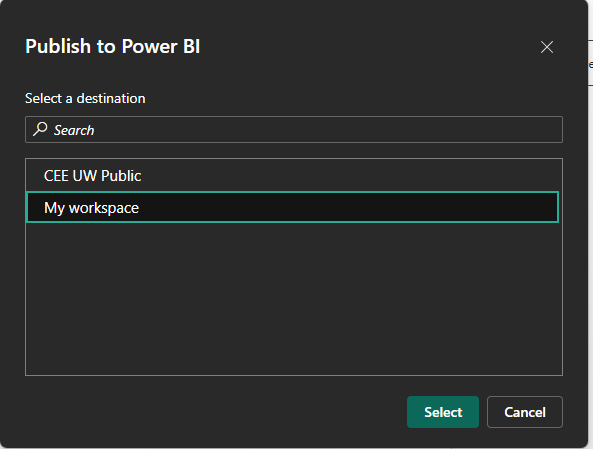 Publish to Power BI
Select a destination
Search
CEE UW Public
My workspace
Select
Cancel